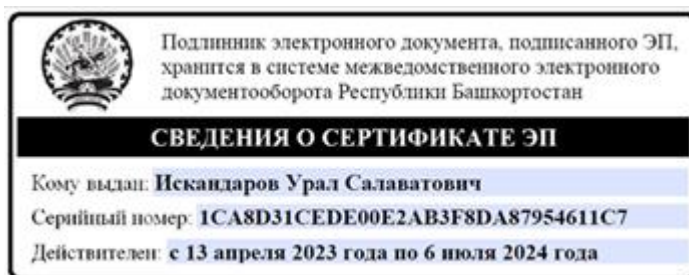 Подлинник электронного документа, подписанного ЭП,
хранится в системе межведомственного электронного
документооборота Республики Башкортостан
СВЕДЕНИЯ О СЕРТИФИКАТЕ ЭП
Кому выдан: Искандаров Урал Салаватович
Серийный номер: 1CA8D31CEDE00E2AB3F8DA87954611C7
Действителен: с 13 апреля 2023 года по 6 июля 2024 года